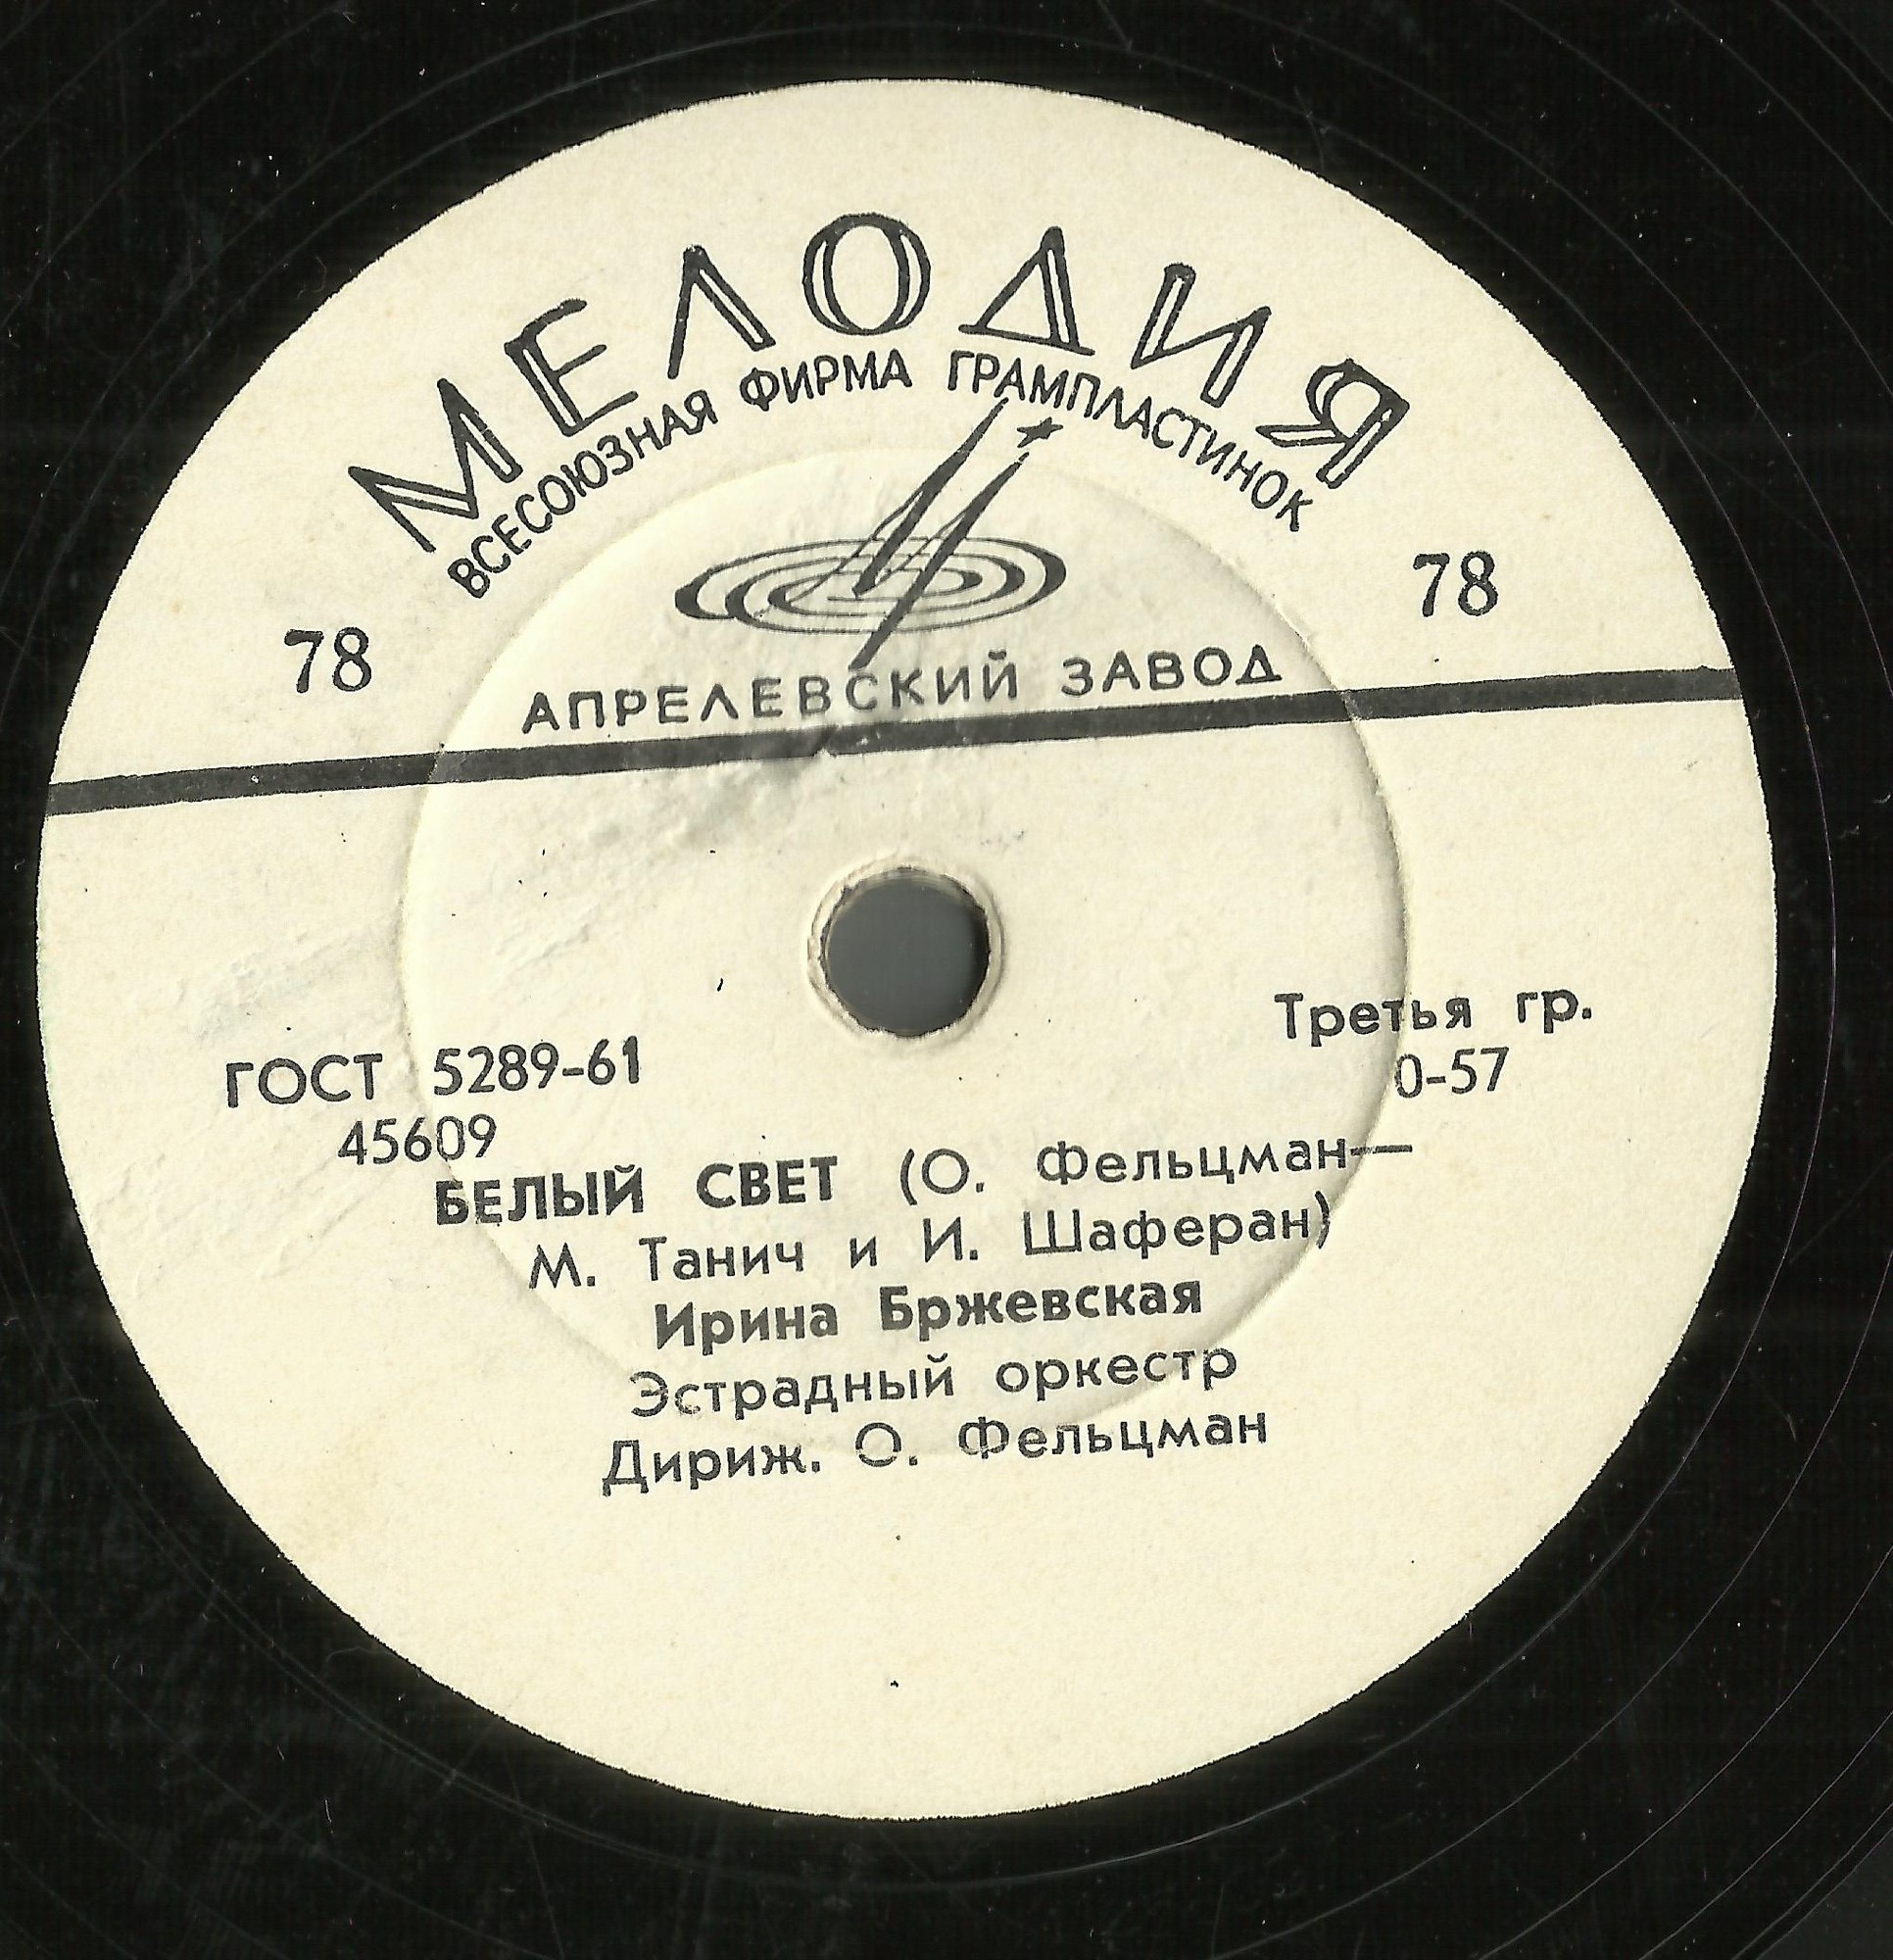 МЕЛОДИЯ
ВСЕСОЮЗНАЯ ФИРМА ГРАМПЛАСТИНОК
78
78
АПРЕЛЕВСКИЙ ЗАВОД
Третья гр.
ГОСТ 5289-61
0-57
45609
БЕЛЫЙ СВЕТ (О. Фельцман—
М. Танич и И. Шаферан)
Ирина Бржевская
Эстрадный оркестр
Дириж. О. Фельцман